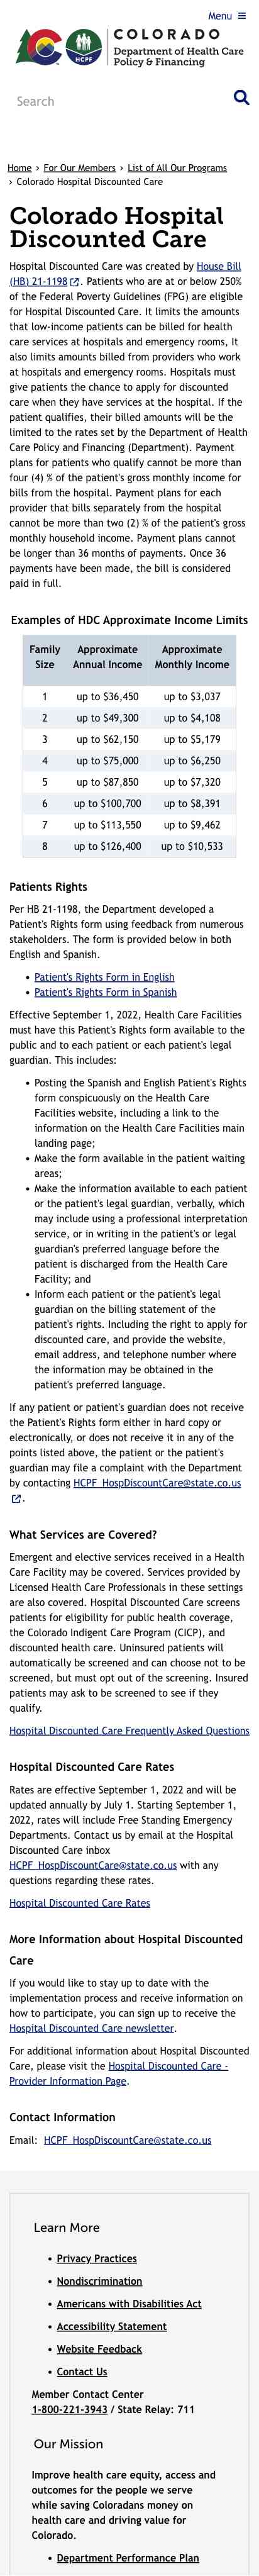 Menu ≡
COLORADO
Department of Health Care
Policy & Financing
HCPF
Search
Home › For Our Members › List of All Our Programs
› Colorado Hospital Discounted Care
Colorado Hospital
Discounted Care
Hospital Discounted Care was created by House Bill
(HB) 21-1198 . Patients who are at or below 250%
of the Federal Poverty Guidelines (FPG) are eligible
for Hospital Discounted Care. It limits the amounts
that low-income patients can be billed for health
care services at hospitals and emergency rooms, It
also limits amounts billed from providers who work
at hospitals and emergency rooms. Hospitals must
give patients the chance to apply for discounted
care when they have services at the hospital. If the
patient qualifies, their billed amounts will be the
limited to the rates set by the Department of Health
Care Policy and Financing (Department). Payment
plans for patients who qualify cannot be more than
four (4) % of the patient's gross monthly income for
bills from the hospital. Payment plans for each
provider that bills separately from the hospital
cannot be more than two (2) % of the patient's gross
monthly household income. Payment plans cannot
be longer than 36 months of payments. Once 36
payments have been made, the bill is considered
paid in full.
Examples of HDC Approximate Income Limits
Family Size Approximate Annual Income Approximate Monthly Income
1 up to $36,450 up to $3,037
2 up to $49,300 up to $4,108
3 up to $62,150 up to $5,179
4 up to $75,000 up to $6,250
5 up to $87,850 up to $7,320
6 up to $100,700 up to $8,391
7 up to $113,550 up to $9,462
8 up to $126,400 up to $10,533
Patients Rights
Per HB 21-1198, the Department developed a
Patient's Rights form using feedback from numerous
stakeholders. The form is provided below in both
English and Spanish.
• Patient's Rights Form in English
• Patient's Rights Form in Spanish
Effective September 1, 2022, Health Care Facilities
must have this Patient's Rights form available to the
public and to each patient or each patient's legal
guardian. This includes:
• Posting the Spanish and English Patient's Rights
form conspicuously on the Health Care
Facilities website, including a link to the
information on the Health Care Facilities main
landing page;
• Make the form available in the patient waiting
areas;
• Make the information available to each patient
or the patient's legal guardian, verbally, which
may include using a professional interpretation
service, or in writing in the patient's or legal
guardian's preferred language before the
patient is discharged from the Health Care
Facility; and
• Inform each patient or the patient's legal
guardian on the billing statement of the
patient's rights. Including the right to apply for
discounted care, and provide the website,
email address, and telephone number where
the information may be obtained in the
patient's preferred language.
If any patient or patient's guardian does not receive
the Patient's Rights form either in hard copy or
electronically, or does not receive it in any of the
points listed above, the patient or the patient's
guardian may file a complaint with the Department
by contacting HCPF_HospDiscountCare@state.co.us
.
What Services are Covered?
Emergent and elective services received in a Health
Care Facility may be covered. Services provided by
Licensed Health Care Professionals in these settings
are also covered. Hospital Discounted Care screens
patients for eligibility for public health coverage,
the Colorado Indigent Care Program (CICP), and
discounted health care. Uninsured patients will
automatically be screened and can choose not to be
screened, but must opt out of the screening. Insured
patients may ask to be screened to see if they
qualify.
Hospital Discounted Care Frequently Asked Questions
Hospital Discounted Care Rates
Rates are effective September 1, 2022 and will be
updated annually by July 1. Starting September 1,
2022, rates will include Free Standing Emergency
Departments. Contact us by email at the Hospital
Discounted Care inbox
HCPF_HospDiscountCare@state.co.us with any
questions regarding these rates.
Hospital Discounted Care Rates
More Information about Hospital Discounted
Care
If you would like to stay up to date with the
implementation process and receive information on
how to participate, you can sign up to receive the
Hospital Discounted Care newsletter.
For additional information about Hospital Discounted
Care, please visit the Hospital Discounted Care -
Provider Information Page.
Contact Information
Email: HCPF_HospDiscountCare@state.co.us
Learn More
• Privacy Practices
• Nondiscrimination
• Americans with Disabilities Act
• Accessibility Statement
• Website Feedback
• Contact Us
Member Contact Center
1-800-221-3943 / State Relay: 711
Our Mission
Improve health care equity, access and
outcomes for the people we serve
while saving Coloradans money on
health care and driving value for
Colorado.
• Department Performance Plan